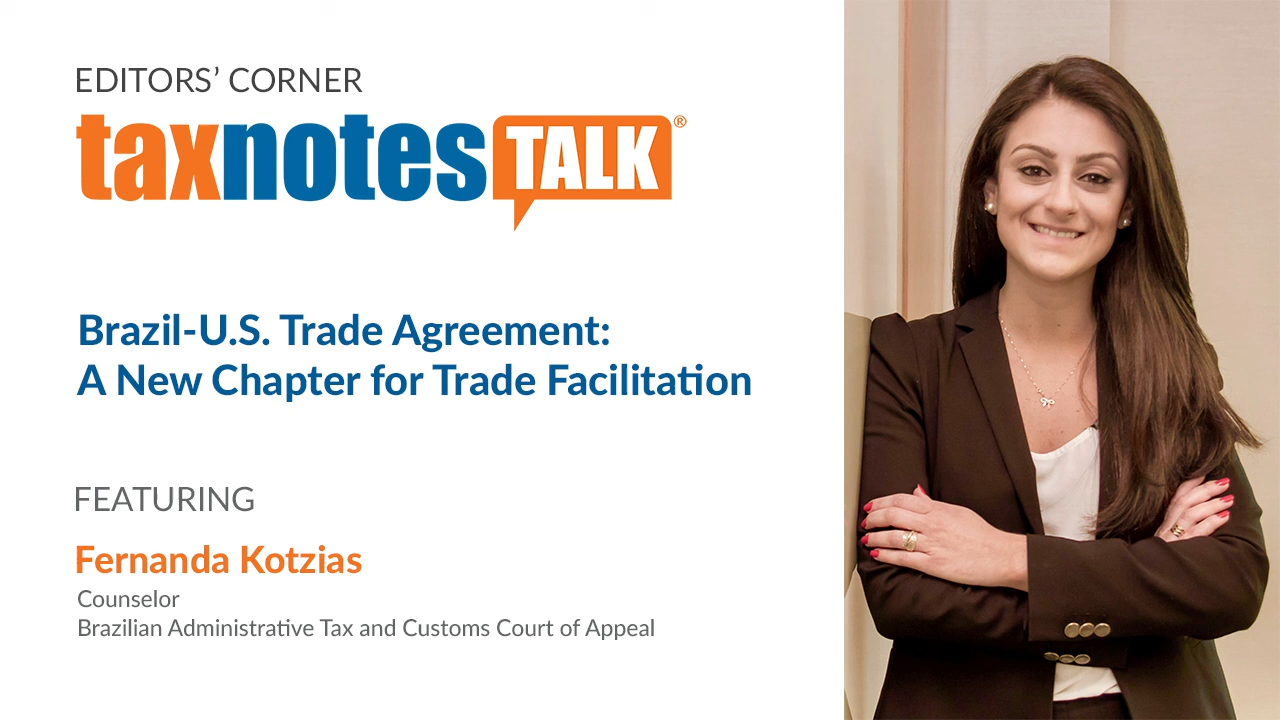 EDITORS’ CORNER
taxnotes TALK®
Brazil-U.S. Trade Agreement:
A New Chapter for Trade Facilitation
FEATURING
Fernanda Kotzias
Counselor
Brazilian Administrative Tax and Customs Court of Appeal